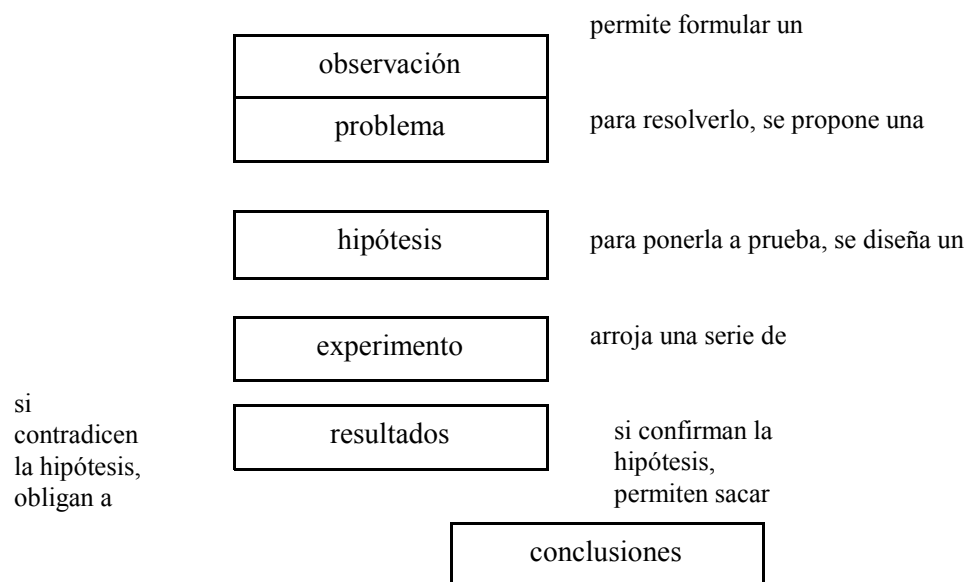 permite formular un
observación
problema
para resolverlo, se propone una
hipótesis
para ponerla a prueba, se diseña un
experimento
arroja una serie de
si
contradicen
la hipótesis,
obligan a
resultados
si confirman la
hipótesis,
permiten sacar
conclusiones